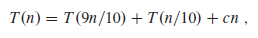 T(n) = T(9n/10) + T(n/10) + cn ,